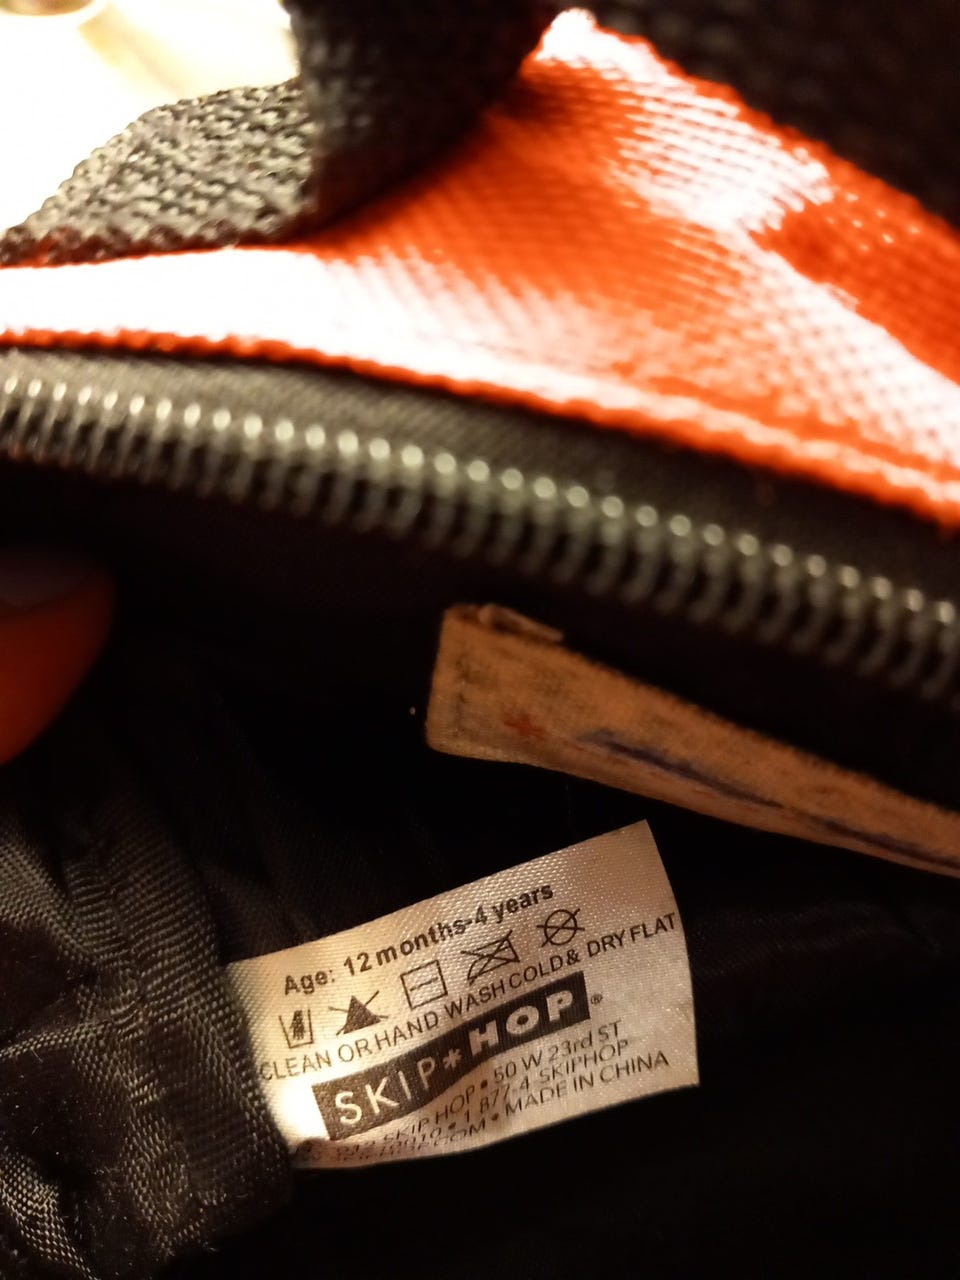 Age: 12 months-4 years
CLEAN OR HAND WASH COLD & DRY FLAT
SKIP*HOP®
SKIP HOP • 50 W 23rd ST
10010 • 1 877-4 SKIPHOP
• MADE IN CHINA